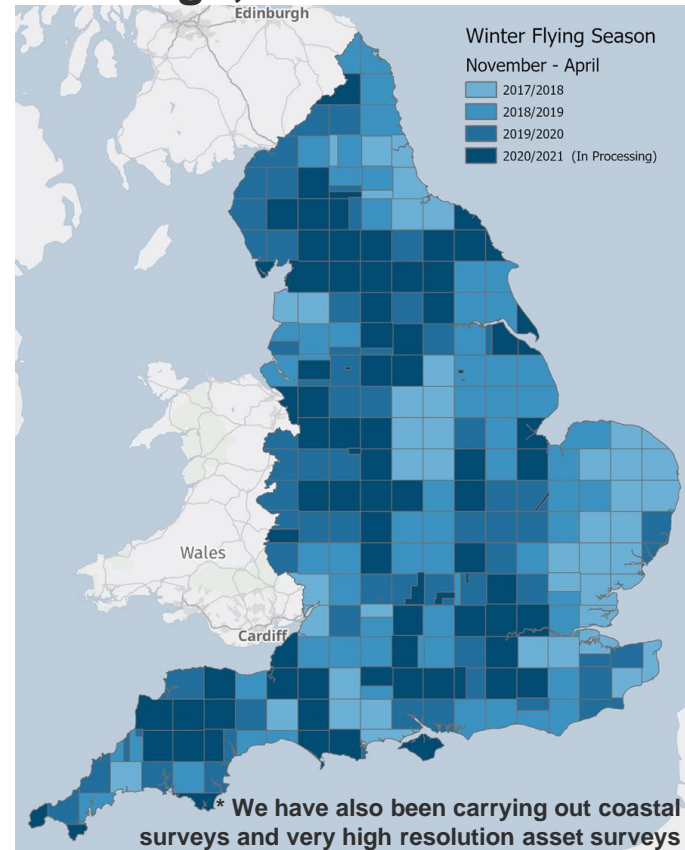 Edinburgh
Winter Flying Season
November - April
2017/2018
2018/2019
2019/2020
2020/2021 (In Processing)
Wales
Cardiff
* We have also been carrying out coastal
surveys and very high resolution asset surveys